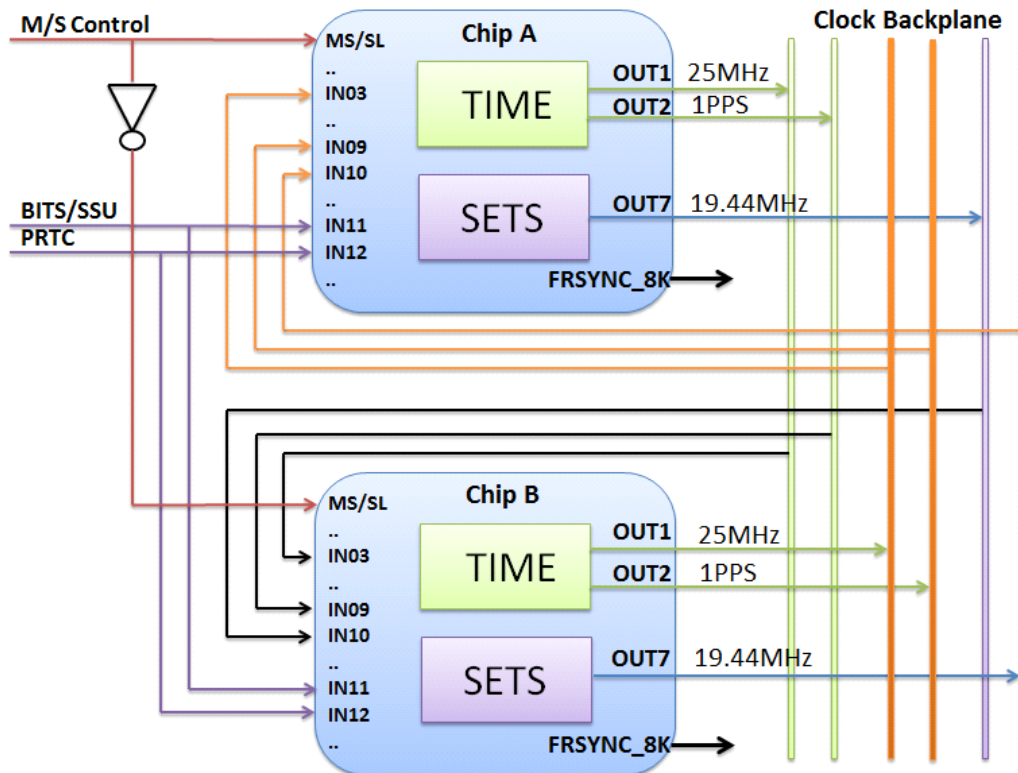 M/S Control
Clock Backplane
Chip A
MS/SL
..
IN03
..
IN09
IN10
..
IN11
IN12
..
TIME
SETS
OUT1 25MHz
OUT2 1PPS
OUT7 19.44MHz
FRSYNC_8K
BITS/SSU
PRTC
Chip B
MS/SL
..
IN03
..
IN09
IN10
..
IN11
IN12
..
TIME
SETS
OUT1 25MHz
OUT2 1PPS
OUT7 19.44MHz
FRSYNC_8K